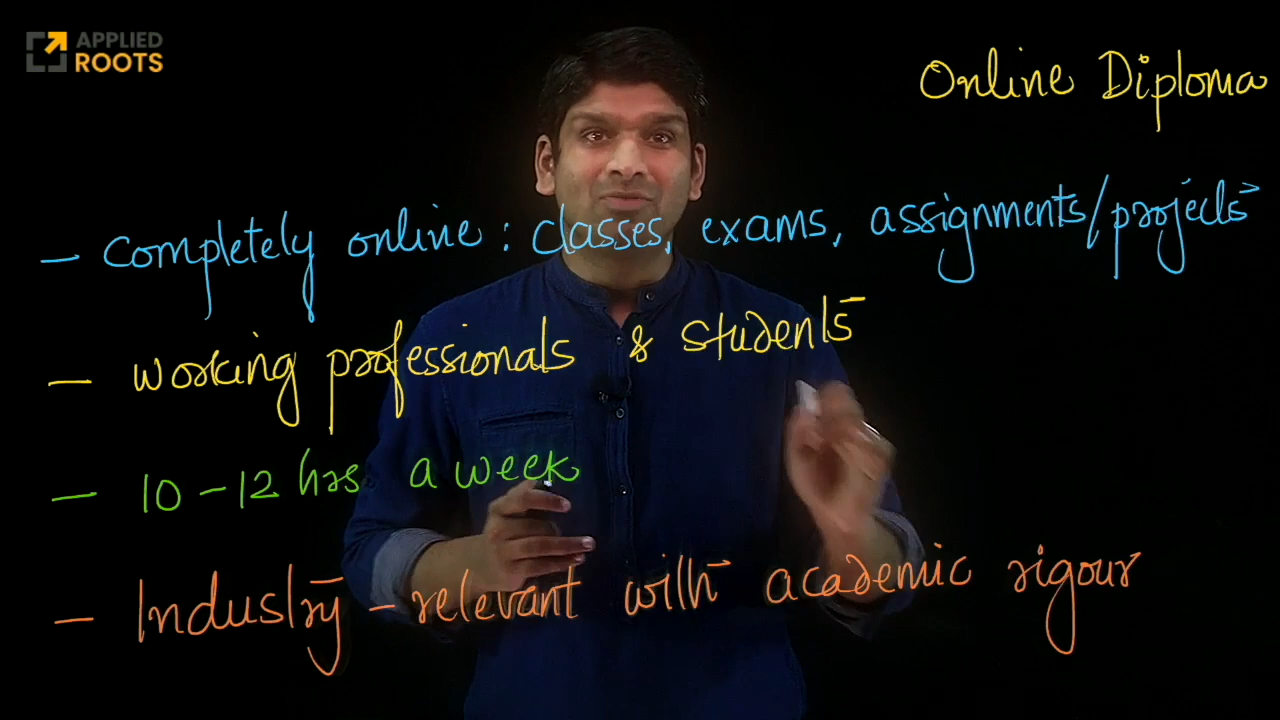 APPLIED
ROOTS
Online Diploma
- Completely online : classes, exams, assignments/projects
- working professionals & students
- 10-12 hrs a week
- Industry-relevant with academic rigour